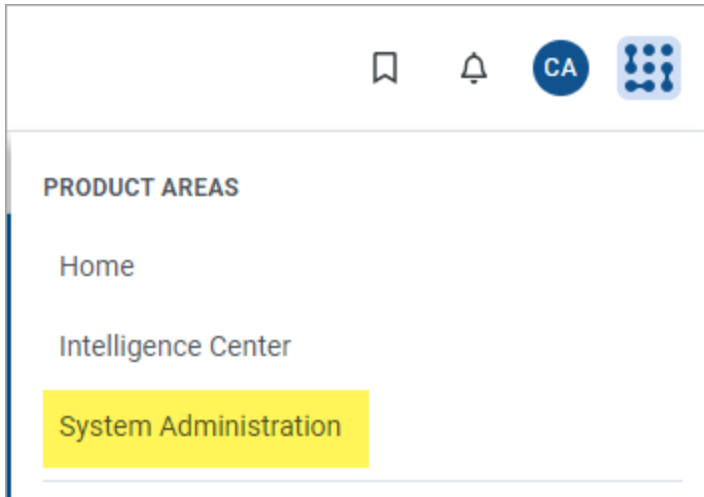 CA
PRODUCT AREAS
Home
Intelligence Center
System Administration